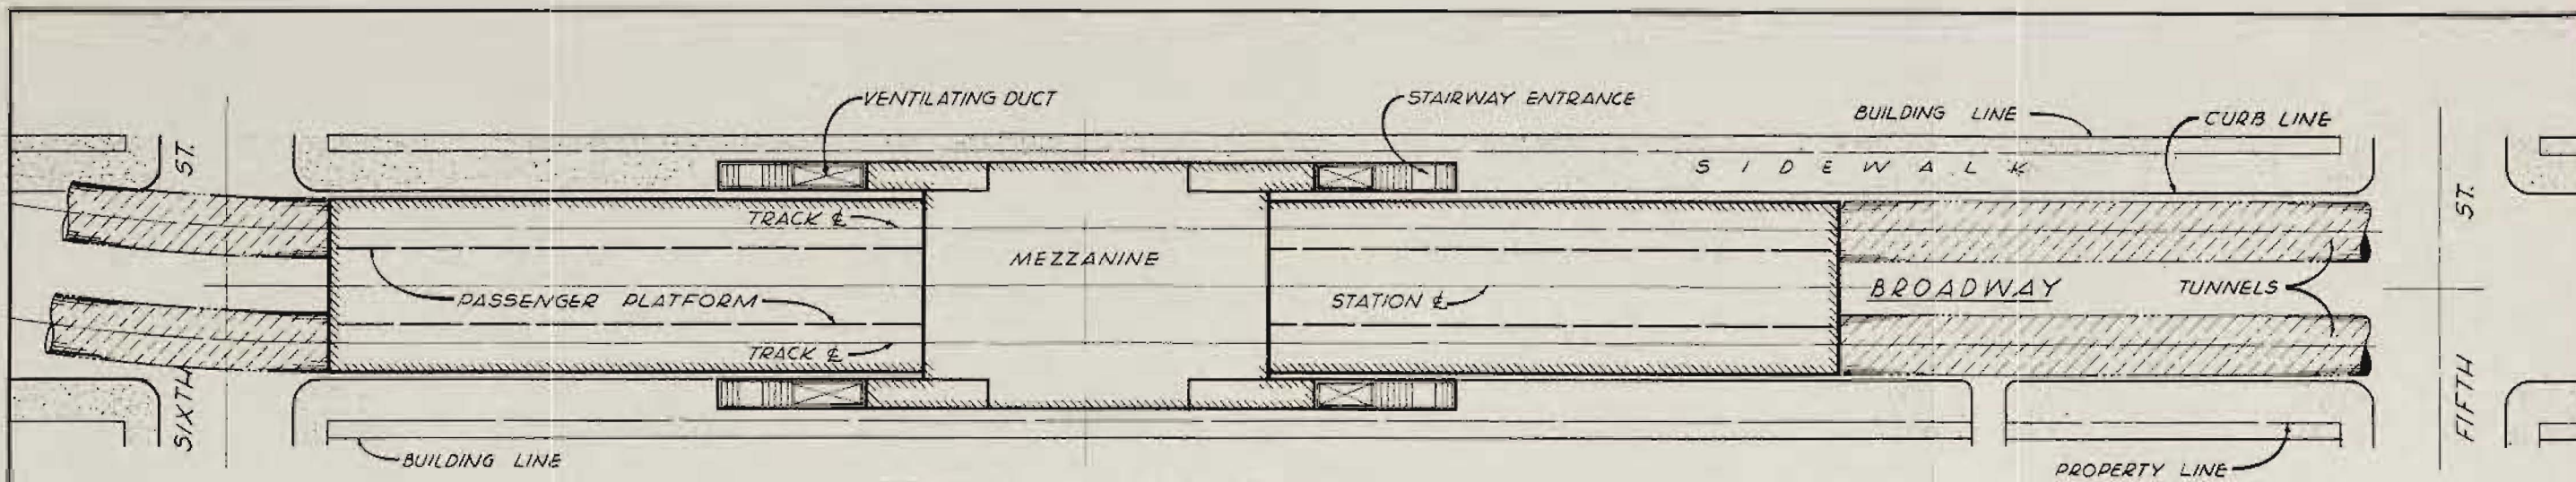 VENTILATING DUCT
STAIRWAY ENTRANCE
BUILDING LINE
CURB LINE
SIDEWALK
SIXTH ST.
FIFTH ST.
TRACK ℄
MEZZANINE
PASSENGER PLATFORM
STATION ℄
BROADWAY
TUNNELS
TRACK ℄
BUILDING LINE
PROPERTY LINE